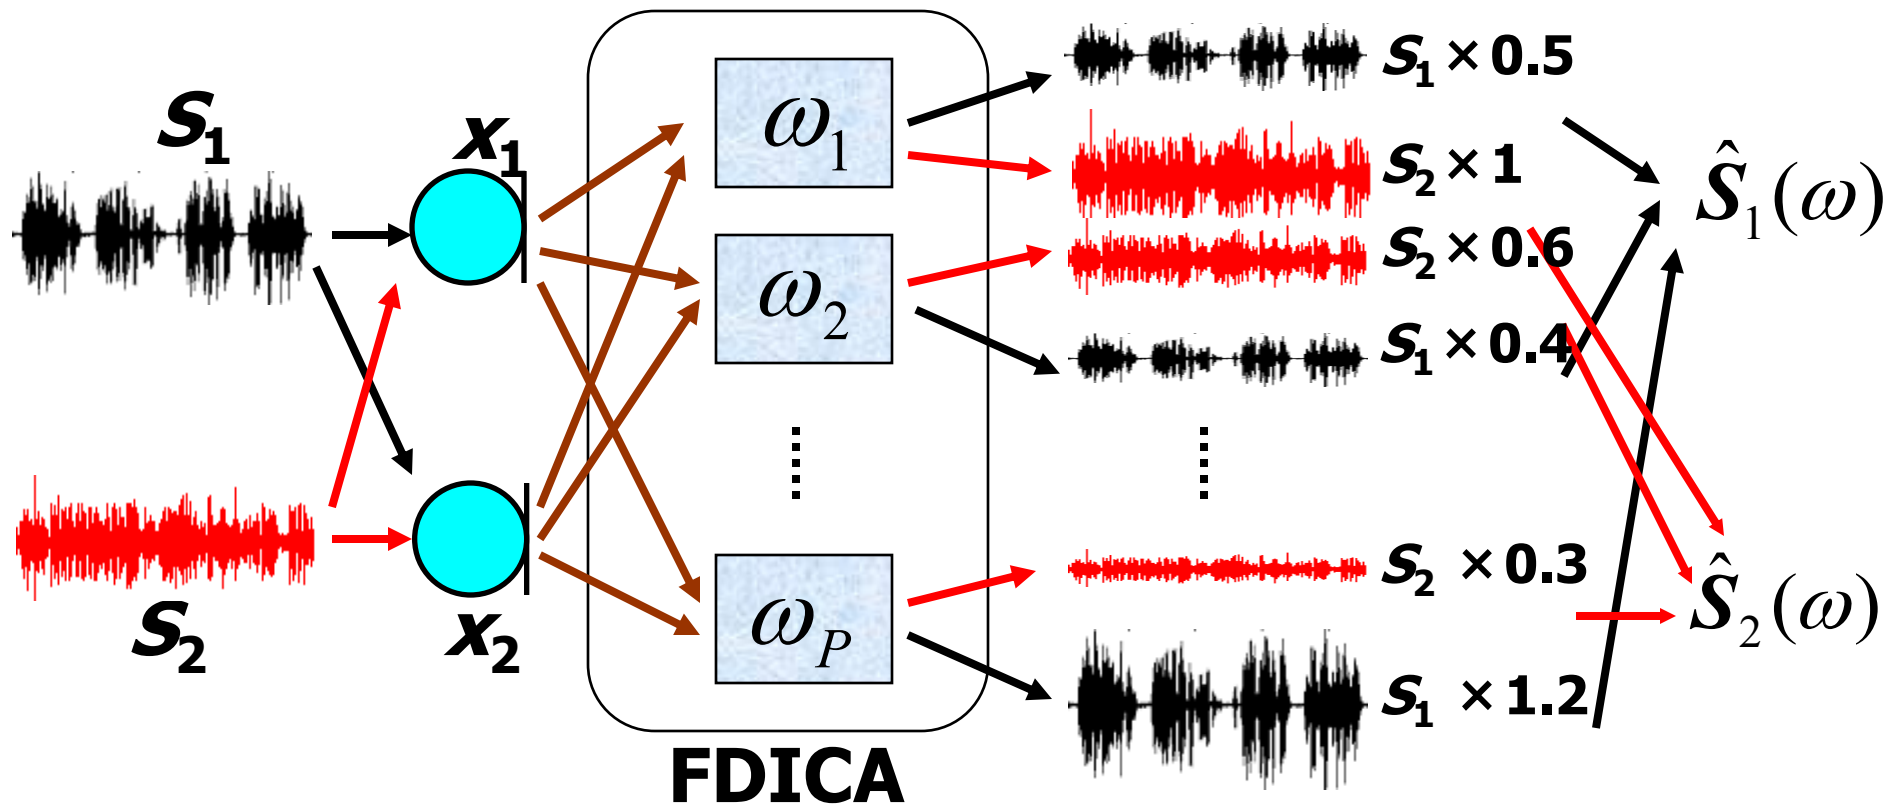 S₁
x₁
S₂
x₂
ω₁
ω₂
ω_P
FDICA
S₁ × 0.5
S₂ × 1
S₂ × 0.6
S₁ × 0.4
S₂ × 0.3
S₁ × 1.2
Ŝ₁(ω)
Ŝ₂(ω)